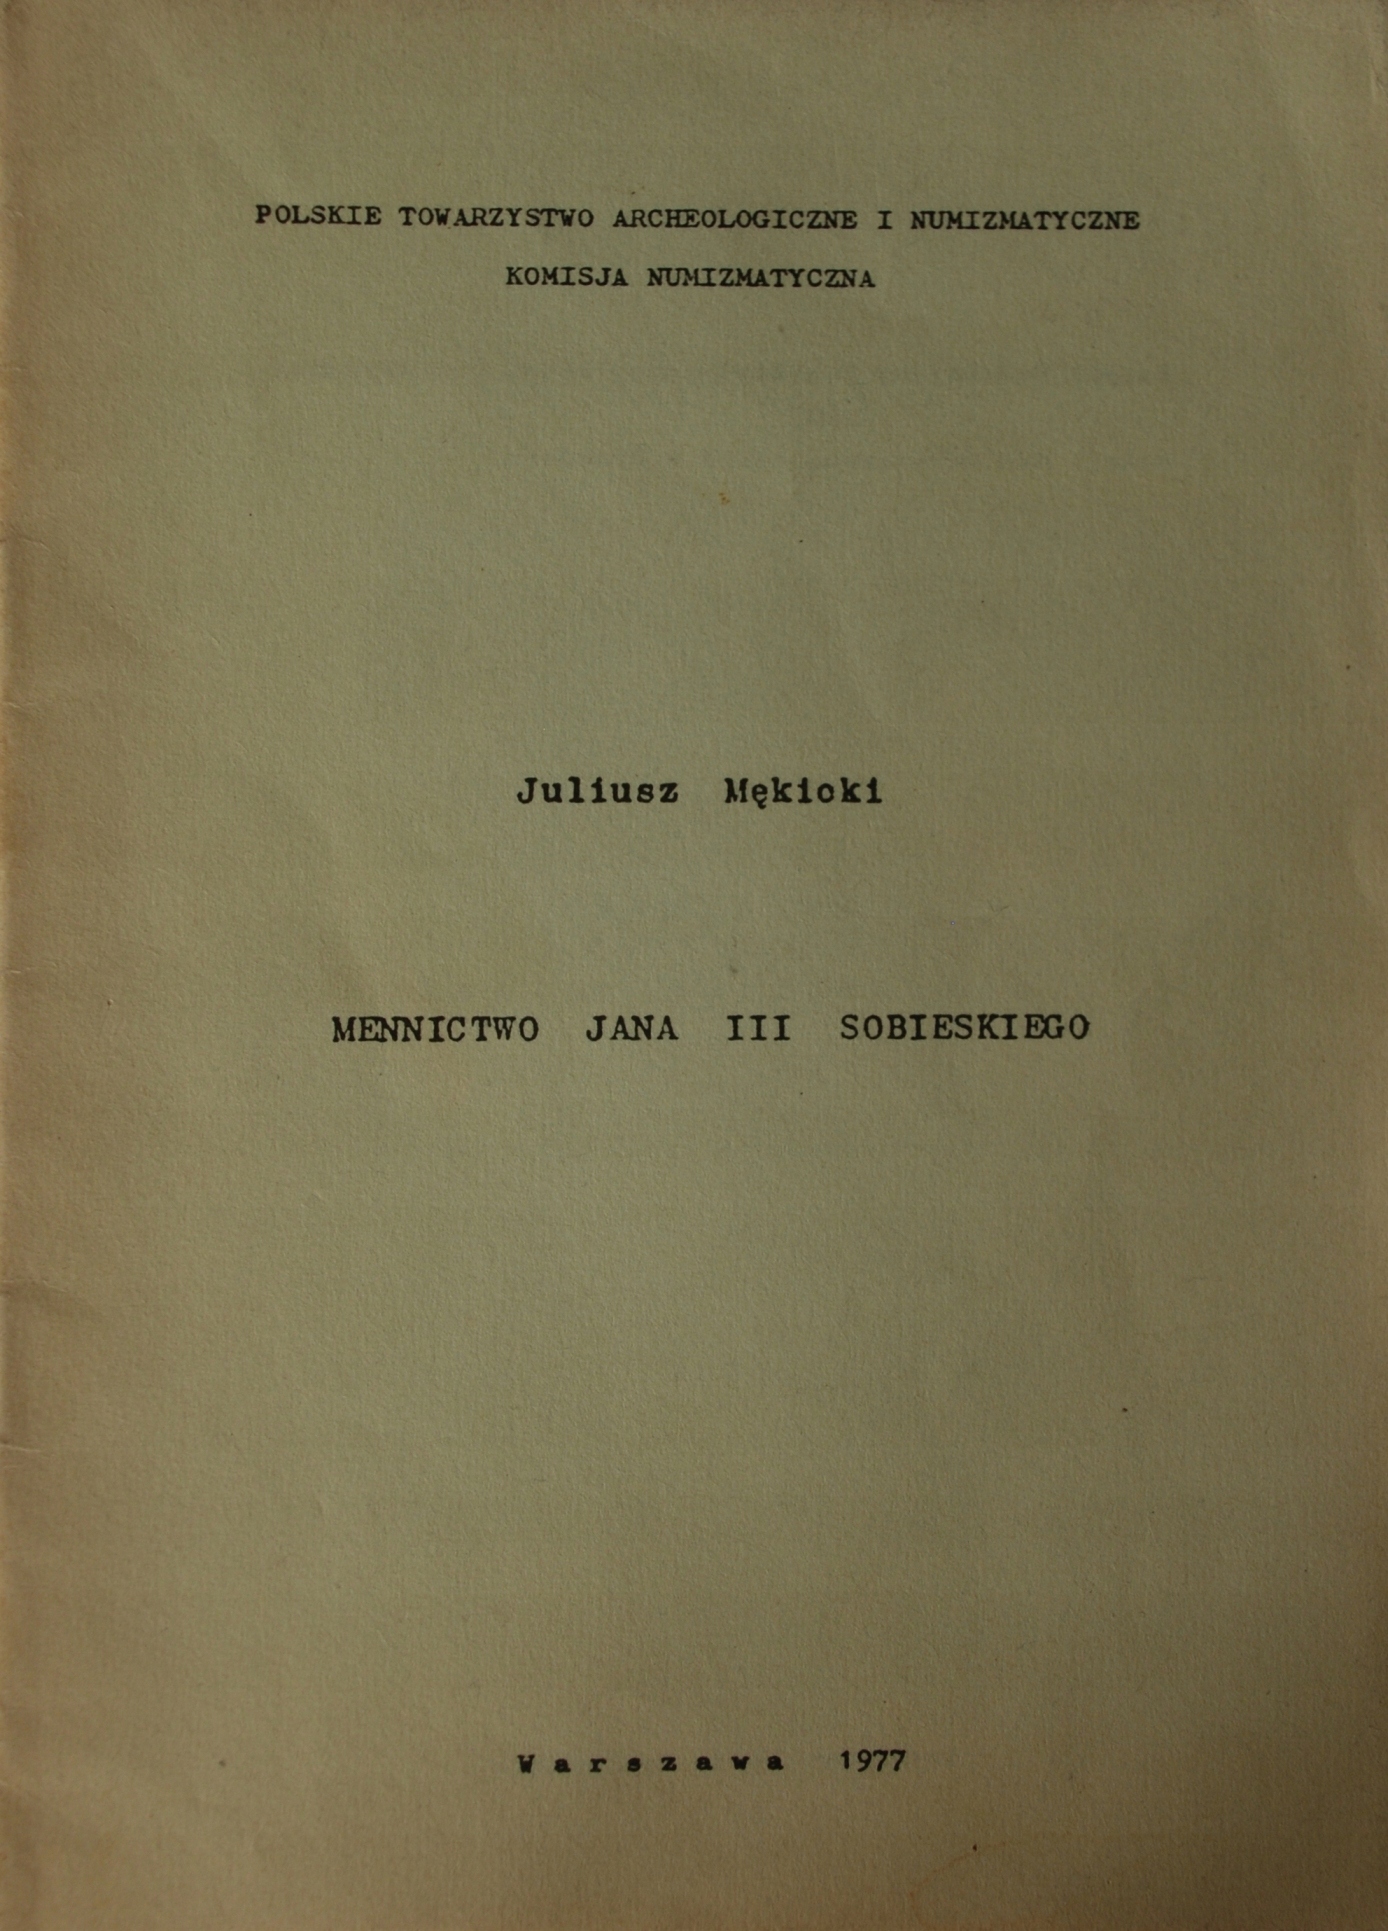 POLSKIE TOWARZYSTWO ARCHEOLOGICZNE I NUMIZMATYCZNE
KOMISJA NUMIZMATYCZNA
Juliusz Mękicki
MENNICTWO JANA III SOBIESKIEGO
Warszawa 1977